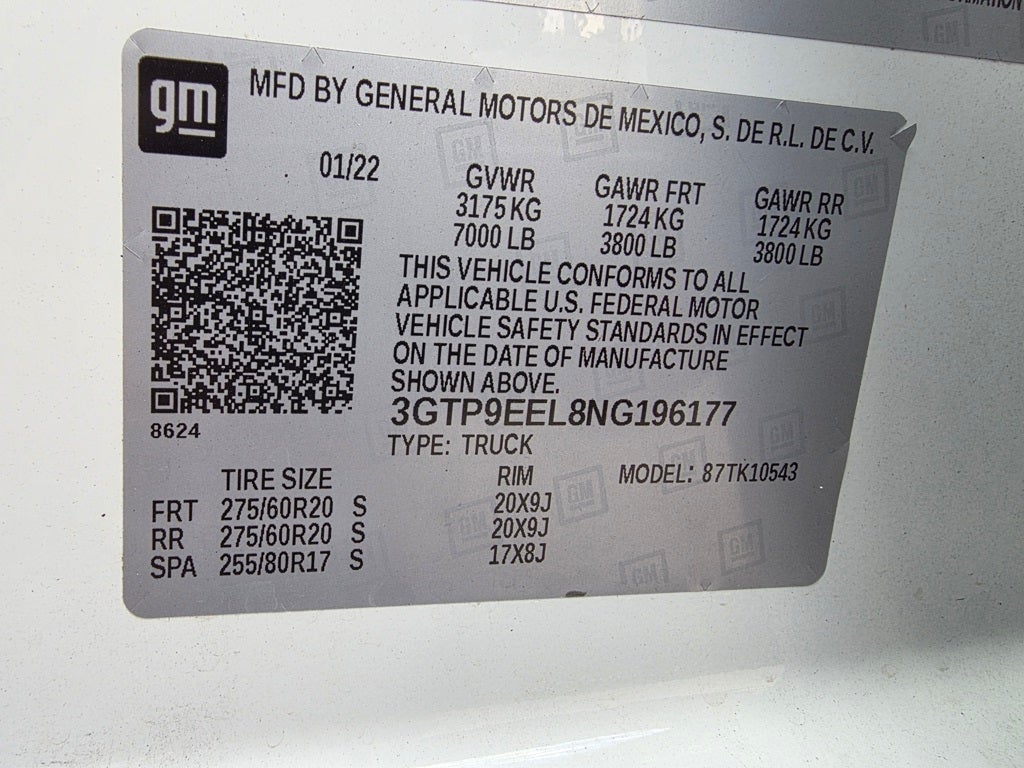 gm
MFD BY GENERAL MOTORS DE MEXICO, S. DE R.L. DE C.V.
01/22
GVWR GAWR FRT GAWR RR
3175 KG 1724 KG 1724 KG
7000 LB 3800 LB 3800 LB
THIS VEHICLE CONFORMS TO ALL
APPLICABLE U.S. FEDERAL MOTOR
VEHICLE SAFETY STANDARDS IN EFFECT
ON THE DATE OF MANUFACTURE
SHOWN ABOVE.
3GTP9EEL8NG196177
8624
TYPE: TRUCK
TIRE SIZE RIM MODEL: 87TK10543
FRT 275/60R20 S 20X9J
RR 275/60R20 S 20X9J
SPA 255/80R17 S 17X8J